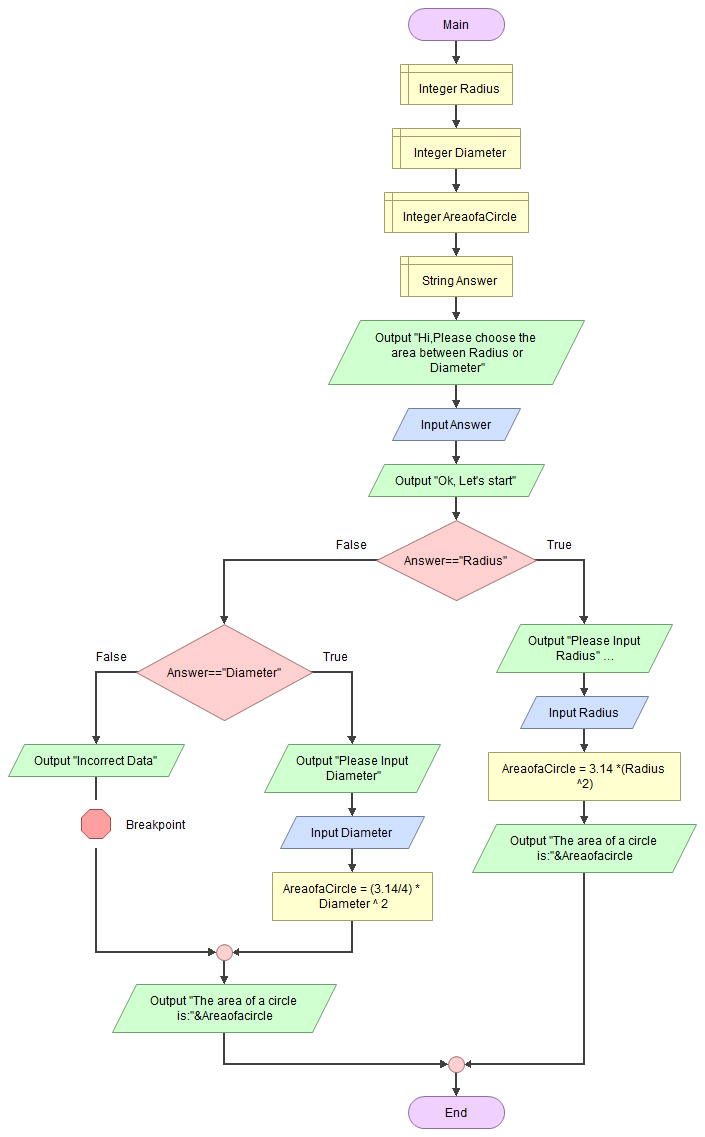 Main
Integer Radius
Integer Diameter
Integer AreaofaCircle
String Answer
Output "Hi,Please choose the
area between Radius or
Diameter"
Input Answer
Output "Ok, Let's start"
False
True
Answer=="Radius"
False
True
Answer=="Diameter"
Output "Please Input
Radius" ...
Input Radius
Output "Incorrect Data"
Output "Please Input
Diameter"
AreaofaCircle = 3.14 *(Radius
^2)
Breakpoint
Input Diameter
Output "The area of a circle
is:"&Areaofacircle
AreaofaCircle = (3.14/4) *
Diameter ^ 2
Output "The area of a circle
is:"&Areaofacircle
End